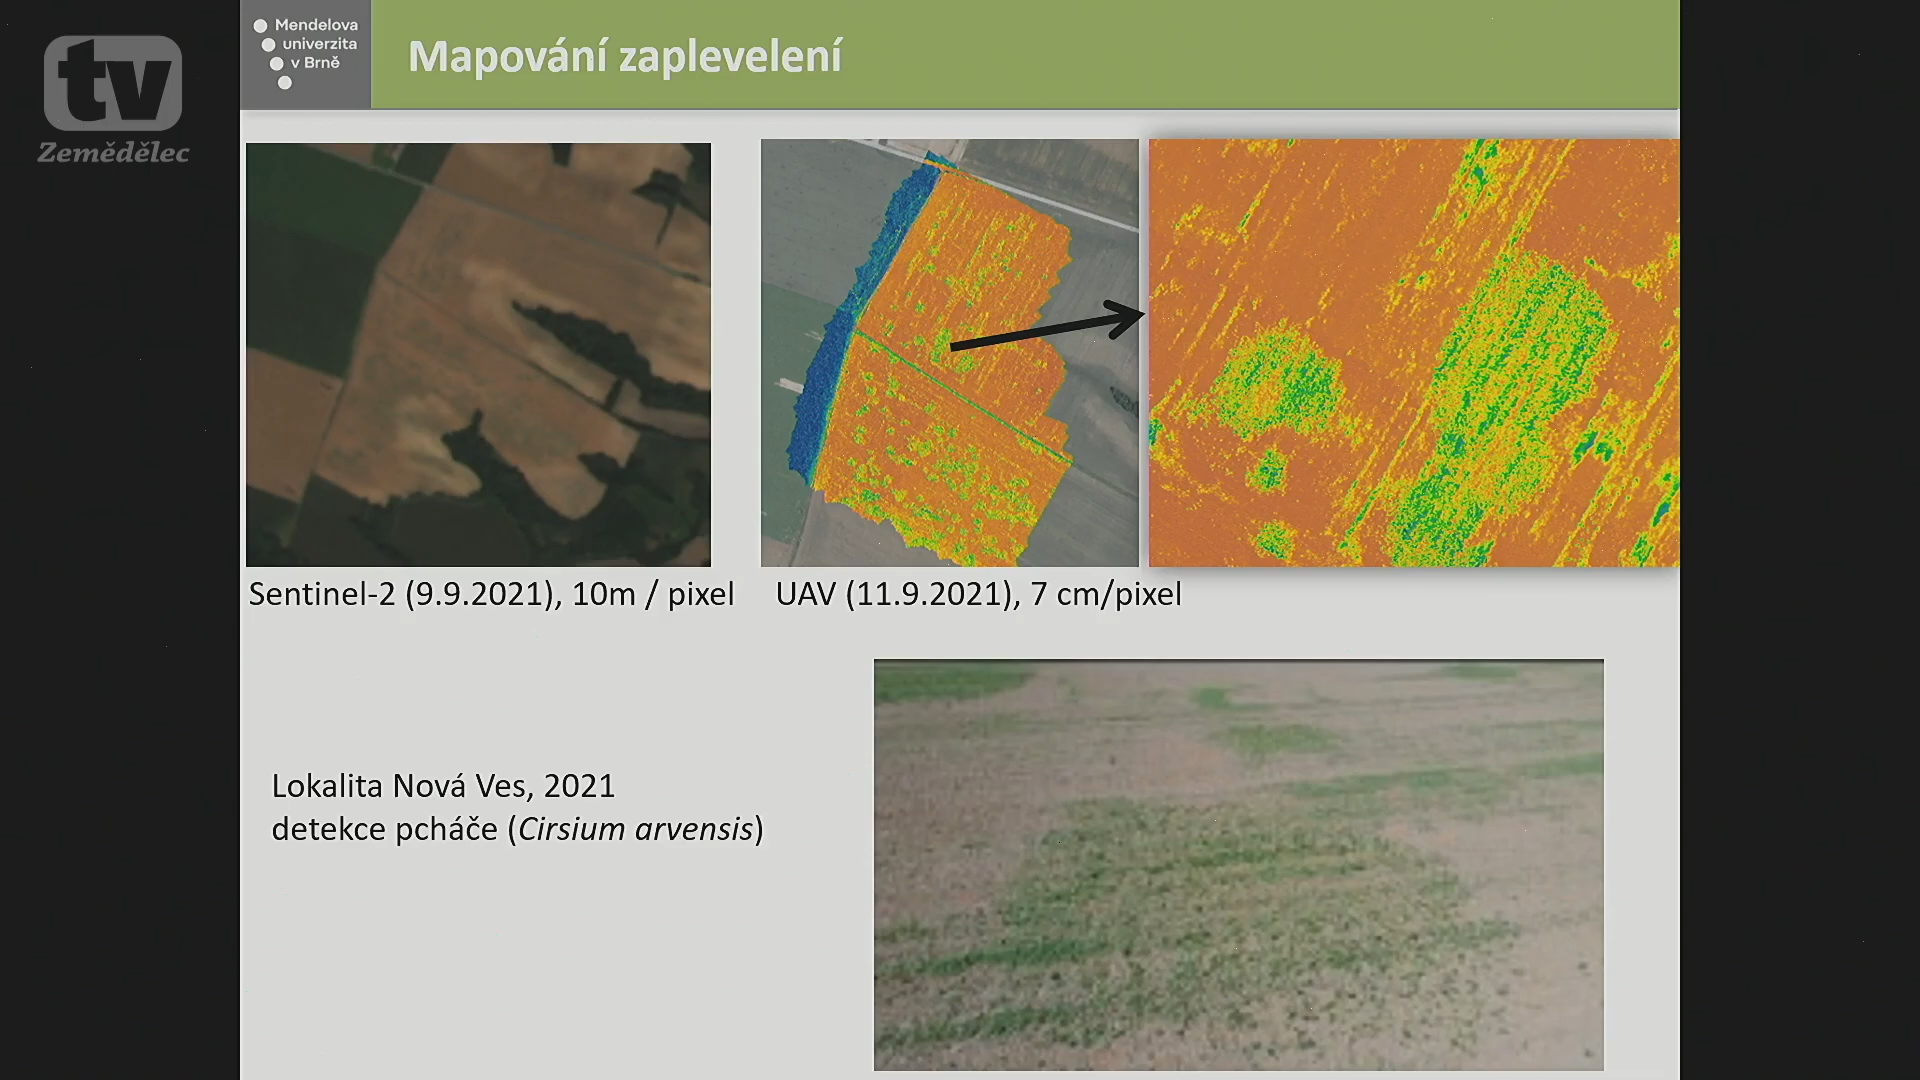 tv
Zemědělec
Mendelova
univerzita
v Brně
Mapování zaplevelení
Sentinel-2 (9.9.2021), 10m / pixel
UAV (11.9.2021), 7 cm/pixel
Lokalita Nová Ves, 2021
detekce pcháče (Cirsium arvensis)